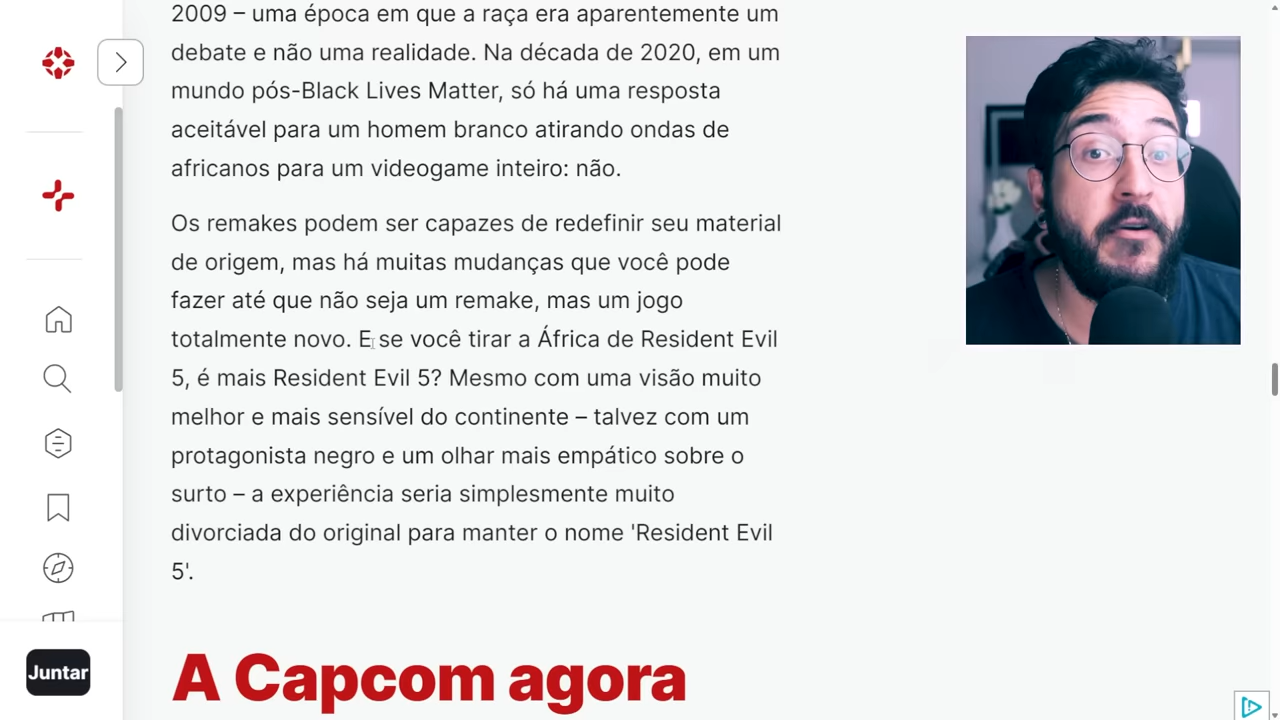 2009 – uma época em que a raça era aparentemente um
debate e não uma realidade. Na década de 2020, em um
mundo pós-Black Lives Matter, só há uma resposta
aceitável para um homem branco atirando ondas de
africanos para um videogame inteiro: não.
Os remakes podem ser capazes de redefinir seu material
de origem, mas há muitas mudanças que você pode
fazer até que não seja um remake, mas um jogo
totalmente novo. E se você tirar a África de Resident Evil
5, é mais Resident Evil 5? Mesmo com uma visão muito
melhor e mais sensível do continente – talvez com um
protagonista negro e um olhar mais empático sobre o
surto – a experiência seria simplesmente muito
divorciada do original para manter o nome 'Resident Evil
5'.
A Capcom agora
Juntar